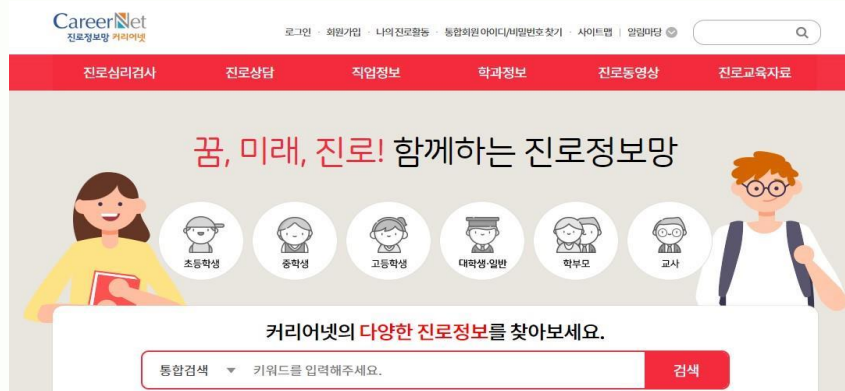 CareerNet
진로정보망 커리어넷
로그인 · 회원가입 · 나의진로활동 · 통합회원 아이디/비밀번호 찾기 · 사이트맵 | 알림마당
진로심리검사 진로상담 직업정보 학과정보 진로동영상 진로교육자료
꿈, 미래, 진로! 함께하는 진로정보망
초등학생 중학생 고등학생 대학생·일반 학부모 교사
커리어넷의 다양한 진로정보를 찾아보세요.
통합검색 키워드를 입력해주세요. 검색